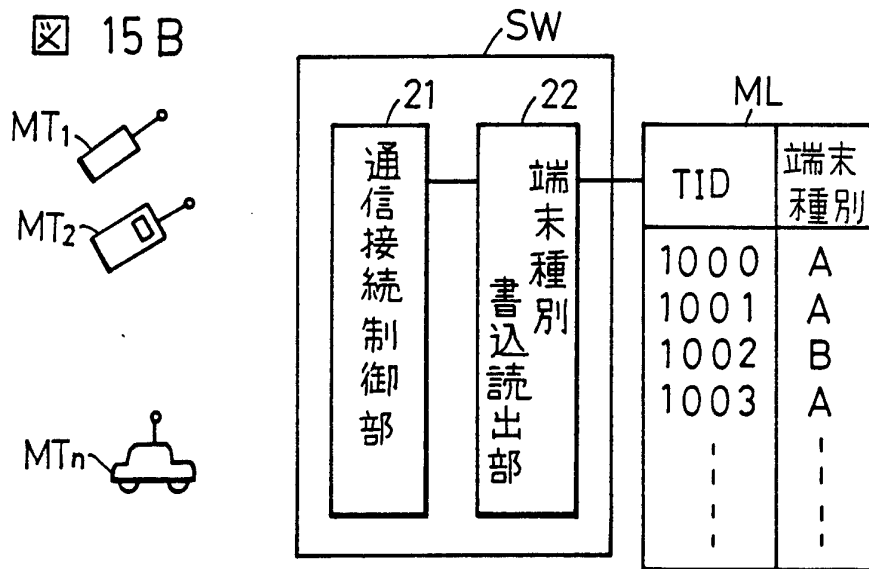 図 15B
MT1
MT2
MTn
SW
21
通信接続制御部
22
端末種別
書込読出部
ML
TID
端末
種別
1000 A
1001 A
1002 B
1003 A